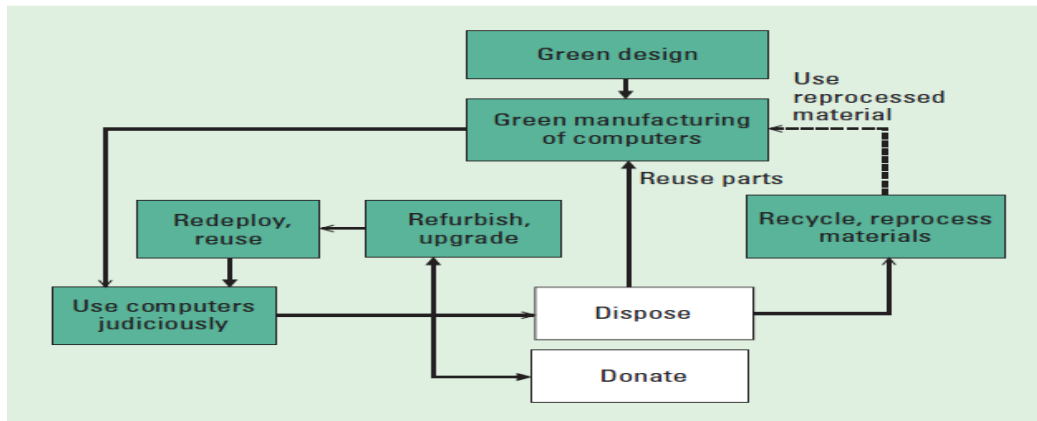 Green design
Use
reprocessed
material
Green manufacturing
of computers
Reuse parts
Redeploy,
reuse
Refurbish,
upgrade
Recycle, reprocess
materials
Use computers
judiciously
Dispose
Donate